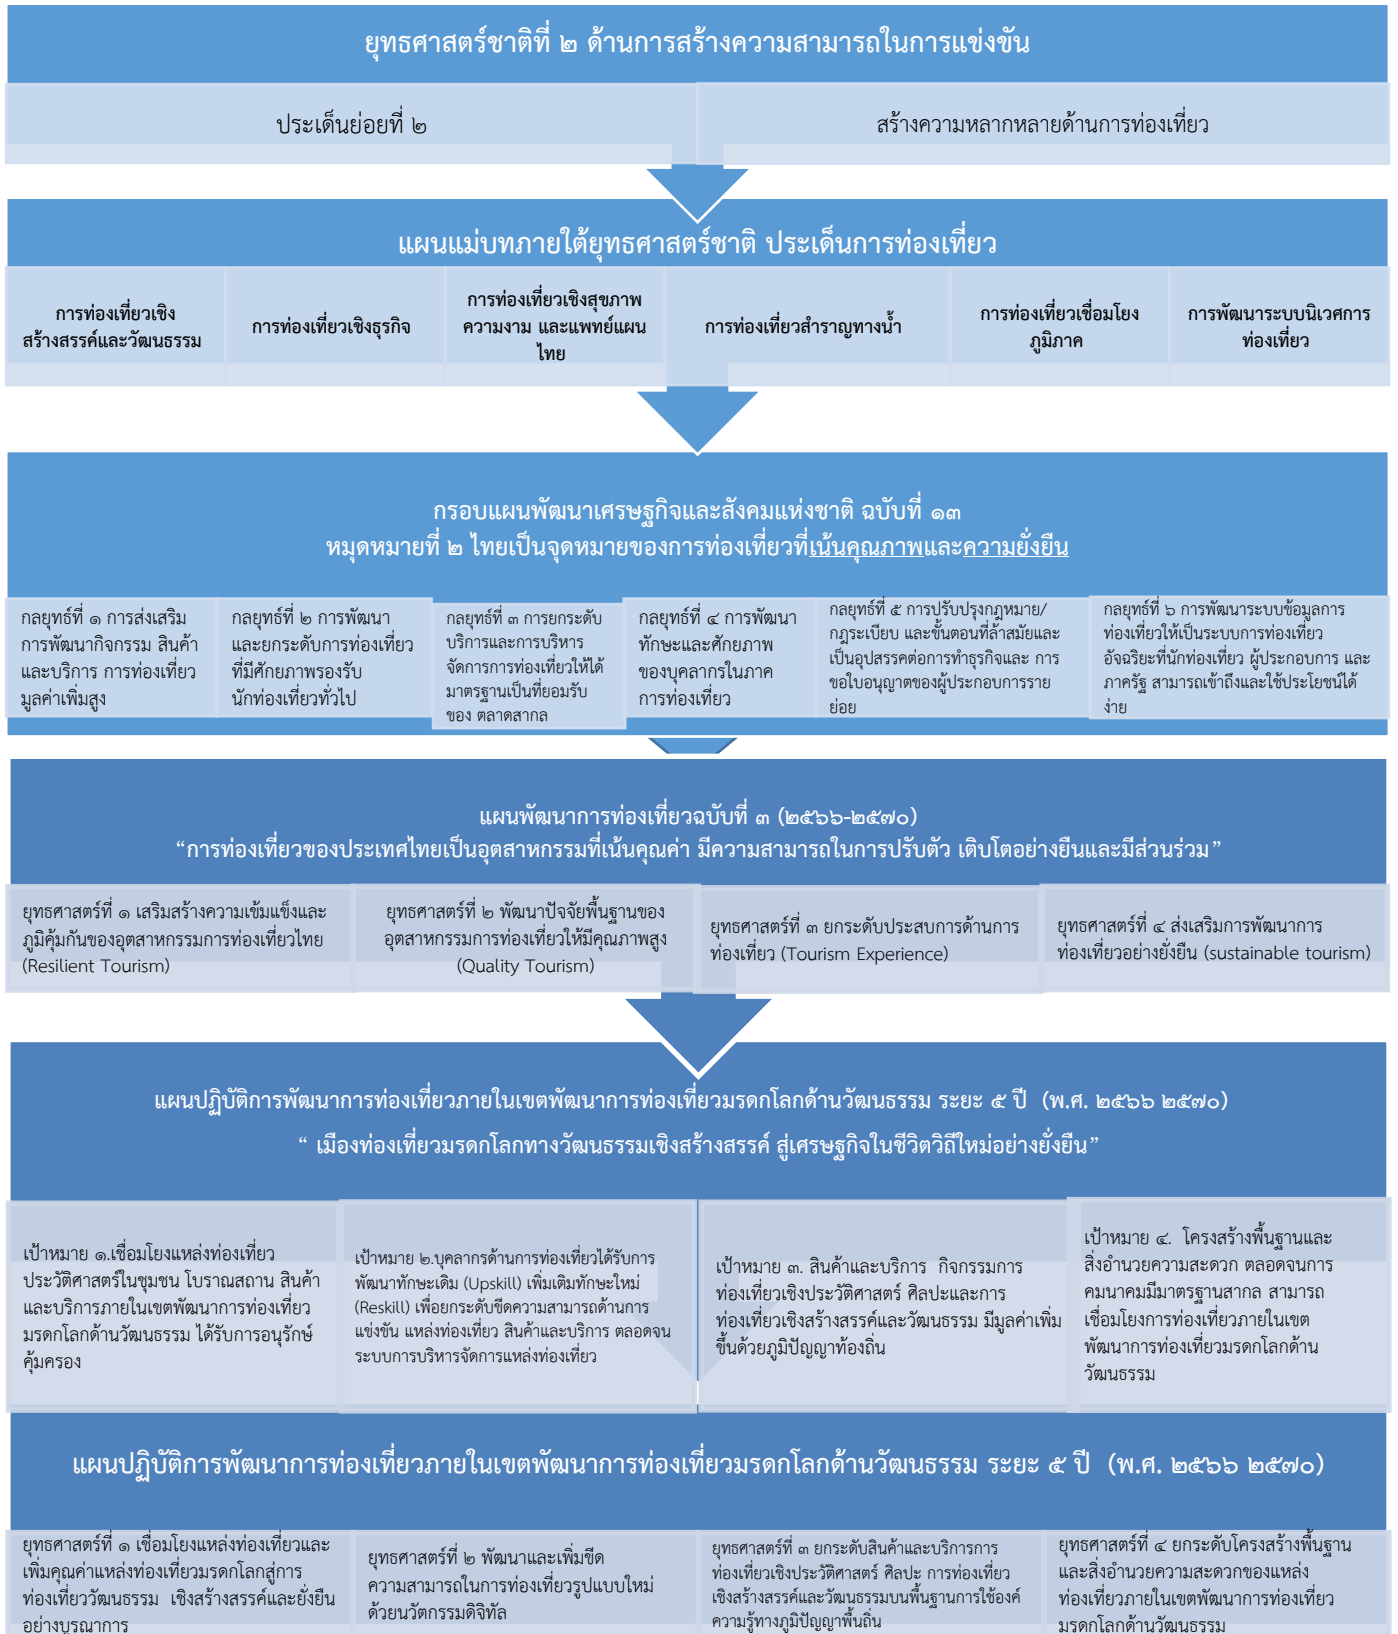 ยุทธศาสตร์ชาติที่ ๒ ด้านการสร้างความสามารถในการแข่งขัน
ประเด็นย่อยที่ ๒
สร้างความหลากหลายด้านการท่องเที่ยว
แผนแม่บทภายใต้ยุทธศาสตร์ชาติ ประเด็นการท่องเที่ยว
การท่องเที่ยวเชิง
สร้างสรรค์และวัฒนธรรม
การท่องเที่ยวเชิงธุรกิจ
การท่องเที่ยวเชิงสุขภาพ
ความงาม และแพทย์แผน
ไทย
การท่องเที่ยวสำราญทางน้ำ
การท่องเที่ยวเชื่อมโยง
ภูมิภาค
การพัฒนาระบบนิเวศการ
ท่องเที่ยว
กรอบแผนพัฒนาเศรษฐกิจและสังคมแห่งชาติ ฉบับที่ ๑๓
หมุดหมายที่ ๒ ไทยเป็นจุดหมายของการท่องเที่ยวที่เน้นคุณภาพและความยั่งยืน
กลยุทธ์ที่ ๑ การส่งเสริม
การพัฒนากิจกรรม สินค้า
และบริการ การท่องเที่ยว
มูลค่าเพิ่มสูง
กลยุทธ์ที่ ๒ การพัฒนา
และยกระดับการท่องเที่ยว
ที่มีศักยภาพรองรับ
นักท่องเที่ยวทั่วไป
กลยุทธ์ที่ ๓ การยกระดับ
บริการและการบริหาร
จัดการการท่องเที่ยวให้ได้
มาตรฐานเป็นที่ยอมรับ
ของ ตลาดสากล
กลยุทธ์ที่ ๔ การพัฒนา
ทักษะและศักยภาพ
ของบุคลากรในภาค
การท่องเที่ยว
กลยุทธ์ที่ ๕ การปรับปรุงกฎหมาย/
กฎระเบียบ และขั้นตอนที่ล้าสมัยและ
เป็นอุปสรรคต่อการทำธุรกิจและ การ
ขอใบอนุญาตของผู้ประกอบการราย
ย่อย
กลยุทธ์ที่ ๖ การพัฒนาระบบข้อมูลการ
ท่องเที่ยวให้เป็นระบบการท่องเที่ยว
อัจฉริยะที่นักท่องเที่ยว ผู้ประกอบการ และ
ภาครัฐ สามารถเข้าถึงและใช้ประโยชน์ได้
ง่าย
แผนพัฒนาการท่องเที่ยวฉบับที่ ๓ (๒๕๖๖-๒๕๗๐)
“การท่องเที่ยวของประเทศไทยเป็นอุตสาหกรรมที่เน้นคุณค่า มีความสามารถในการปรับตัว เติบโตอย่างยืนและมีส่วนร่วม”
ยุทธศาสตร์ที่ ๑ เสริมสร้างความเข้มแข็งและ
ภูมิคุ้มกันของอุตสาหกรรมการท่องเที่ยวไทย
(Resilient Tourism)
ยุทธศาสตร์ที่ ๒ พัฒนาปัจจัยพื้นฐานของ
อุตสาหกรรมการท่องเที่ยวให้มีคุณภาพสูง
(Quality Tourism)
ยุทธศาสตร์ที่ ๓ ยกระดับประสบการด้านการ
ท่องเที่ยว (Tourism Experience)
ยุทธศาสตร์ที่ ๔ ส่งเสริมการพัฒนาการ
ท่องเที่ยวอย่างยั่งยืน (sustainable tourism)
แผนปฏิบัติการพัฒนาการท่องเที่ยวภายในเขตพัฒนาการท่องเที่ยวมรดกโลกด้านวัฒนธรรม ระยะ ๕ ปี (พ.ศ. ๒๕๖๖ ๒๕๗๐)
“ เมืองท่องเที่ยวมรดกโลกทางวัฒนธรรมเชิงสร้างสรรค์ สู่เศรษฐกิจในชีวิตวิถีใหม่อย่างยั่งยืน”
เป้าหมาย ๑.เชื่อมโยงแหล่งท่องเที่ยว
ประวัติศาสตร์ในชุมชน โบราณสถาน สินค้า
และบริการภายในเขตพัฒนาการท่องเที่ยว
มรดกโลกด้านวัฒนธรรม ได้รับการอนุรักษ์
คุ้มครอง
เป้าหมาย ๒.บุคลากรด้านการท่องเที่ยวได้รับการ
พัฒนาทักษะเดิม (Upskill) เพิ่มเติมทักษะใหม่
(Reskill) เพื่อยกระดับขีดความสามารถด้านการ
แข่งขัน แหล่งท่องเที่ยว สินค้าและบริการ ตลอดจน
ระบบการบริหารจัดการแหล่งท่องเที่ยว
เป้าหมาย ๓. สินค้าและบริการ กิจกรรมการ
ท่องเที่ยวเชิงประวัติศาสตร์ ศิลปะและการ
ท่องเที่ยวเชิงสร้างสรรค์และวัฒนธรรม มีมูลค่าเพิ่ม
ขึ้นด้วยภูมิปัญญาท้องถิ่น
เป้าหมาย ๔. โครงสร้างพื้นฐานและ
สิ่งอำนวยความสะดวก ตลอดจนการ
คมนาคมมีมาตรฐานสากล สามารถ
เชื่อมโยงการท่องเที่ยวภายในเขต
พัฒนาการท่องเที่ยวมรดกโลกด้าน
วัฒนธรรม
แผนปฏิบัติการพัฒนาการท่องเที่ยวภายในเขตพัฒนาการท่องเที่ยวมรดกโลกด้านวัฒนธรรม ระยะ ๕ ปี (พ.ศ. ๒๕๖๖ ๒๕๗๐)
ยุทธศาสตร์ที่ ๑ เชื่อมโยงแหล่งท่องเที่ยวและ
เพิ่มคุณค่าแหล่งท่องเที่ยวมรดกโลกสู่การ
ท่องเที่ยววัฒนธรรม เชิงสร้างสรรค์และยั่งยืน
อย่างบูรณาการ
ยุทธศาสตร์ที่ ๒ พัฒนาและเพิ่มขีด
ความสามารถในการท่องเที่ยวรูปแบบใหม่
ด้วยนวัตกรรมดิจิทัล
ยุทธศาสตร์ที่ ๓ ยกระดับสินค้าและบริการการ
ท่องเที่ยวเชิงประวัติศาสตร์ ศิลปะ การท่องเที่ยว
เชิงสร้างสรรค์และวัฒนธรรมบนพื้นฐานการใช้องค์
ความรู้ทางภูมิปัญญาพื้นถิ่น
ยุทธศาสตร์ที่ ๔ ยกระดับโครงสร้างพื้นฐาน
และสิ่งอำนวยความสะดวกของแหล่ง
ท่องเที่ยวภายในเขตพัฒนาการท่องเที่ยว
มรดกโลกด้านวัฒนธรรม